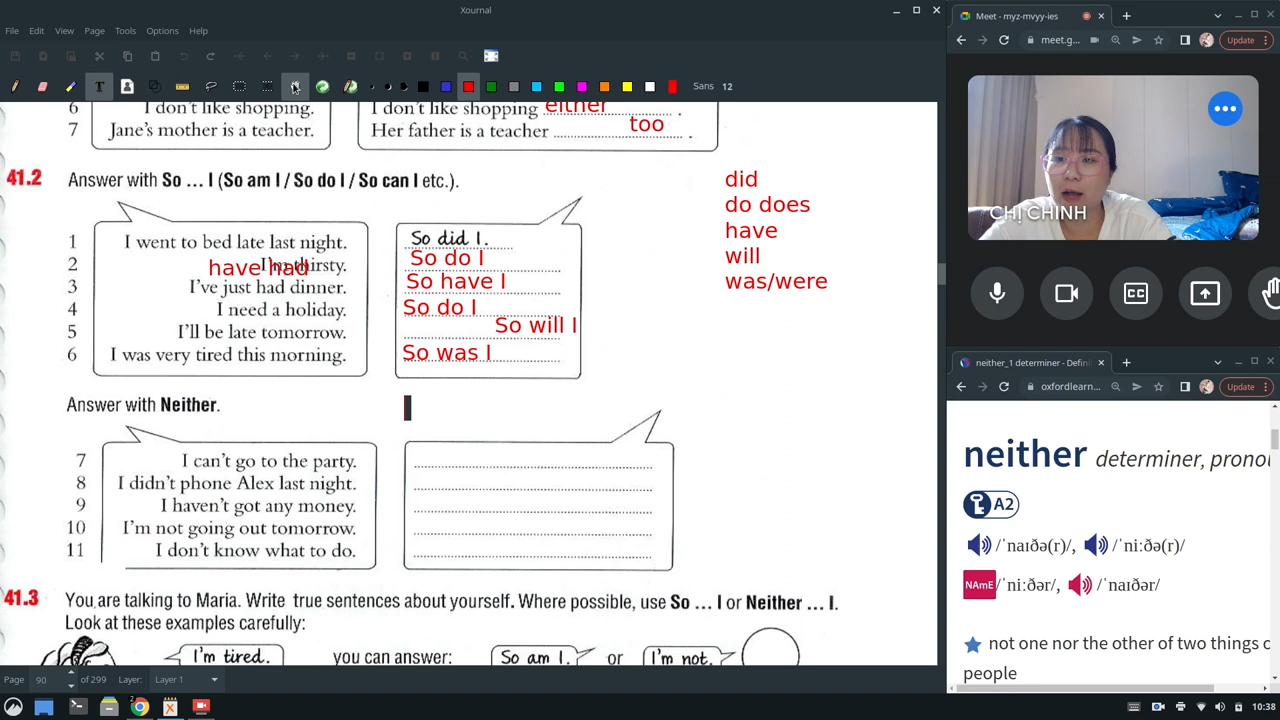 Xournal
File Edit View Page Tools Options Help
Sans 12
6 I don't like shopping. I don't like shopping either .
7 Jane's mother is a teacher. Her father is a teacher too .
41.2 Answer with So ... I (So am I / So do I / So can I etc.).
1 I went to bed late last night. So did I.
2 I'm thirsty. So do I
have had
3 I've just had dinner. So have I
4 I need a holiday. So do I
5 I'll be late tomorrow. So will I
6 I was very tired this morning. So was I
did
do does
have
will
was/were
Answer with Neither.
7 I can't go to the party.
8 I didn't phone Alex last night.
9 I haven't got any money.
10 I'm not going out tomorrow.
11 I don't know what to do.
41.3 You are talking to Maria. Write true sentences about yourself. Where possible, use So ... I or Neither ... I.
Look at these examples carefully:
I'm tired. you can answer: So am I. or I'm not.
Page 90 of 299 Layer: Layer 1
Meet - myz-mvyy-ies
meet.g... Update
CHỊ CHINH
CC
neither_1 determiner - Defini
oxfordlearn... Update
neither determiner, prono
A2
/ˈnaɪðə(r)/, /ˈniːðə(r)/
NAmE /ˈniːðər/, /ˈnaɪðər/
not one nor the other of two things o
people
2
10:38